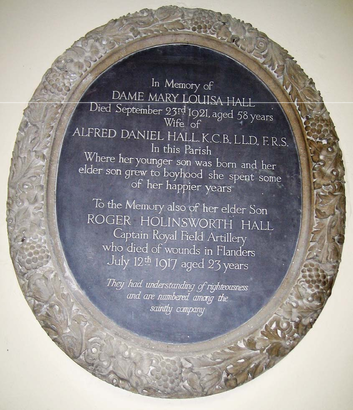 In Memory of
DAME MARY LOUISA HALL
Died September 23rd 1921, aged 58 years
Wife of
ALFRED DANIEL HALL K.C.B, LL.D, F.R.S.
In this Parish
Where her younger son was born and her
elder son grew to boyhood she spent some
of her happier years
To the Memory also of her elder Son
ROGER HOLINSWORTH HALL
Captain Royal Field Artillery
who died of wounds in Flanders
July 12th 1917 aged 23 years
They had understanding of righteousness
and are numbered among the
saintly company